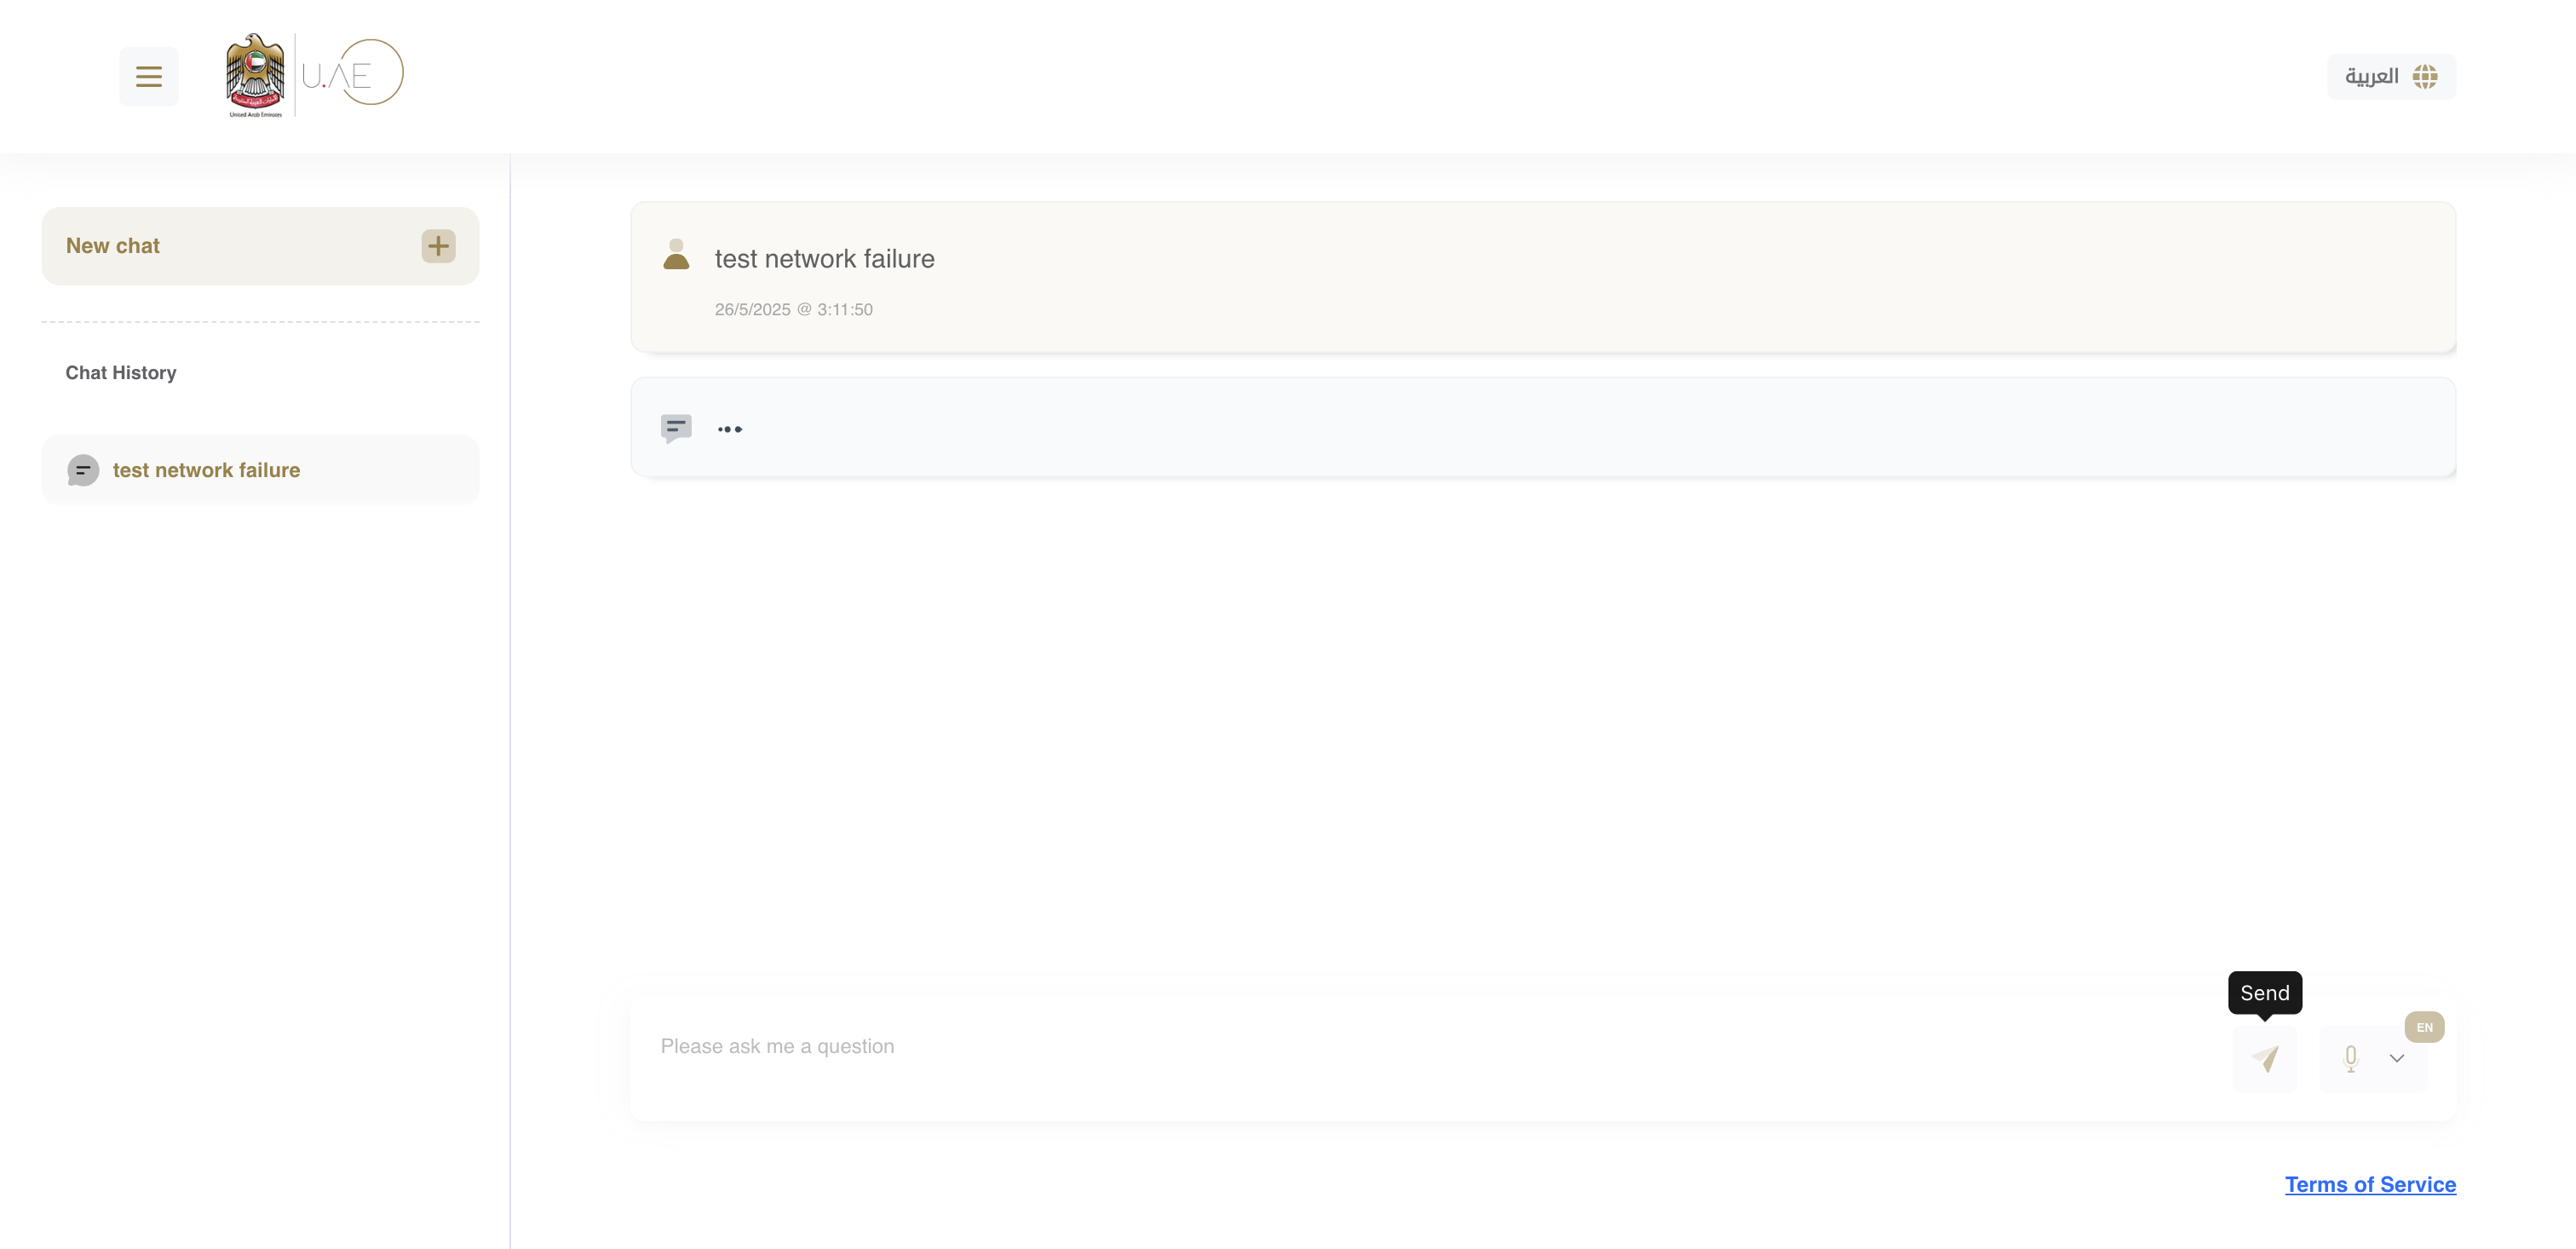 United Arab Emirates
U.AE
العربية
New chat
Chat History
test network failure
test network failure
26/5/2025 @ 3:11:50
Send
Please ask me a question
EN
Terms of Service